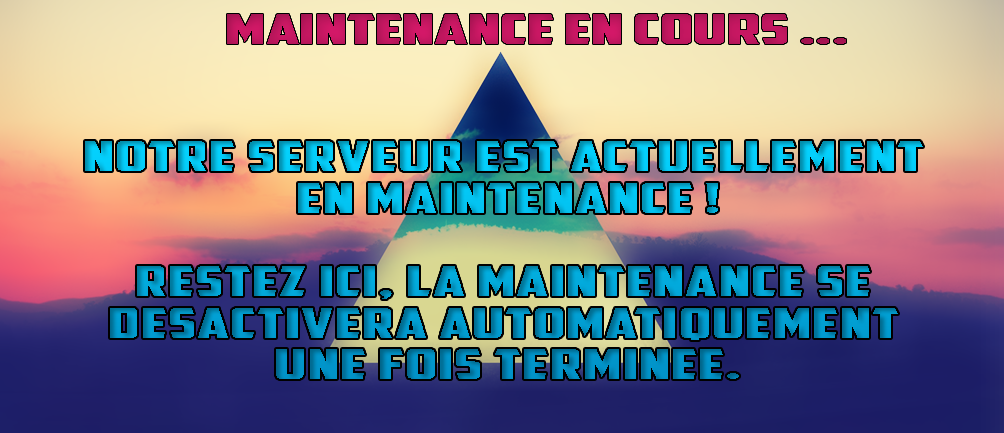 MAINTENANCE EN COURS ...
NOTRE SERVEUR EST ACTUELLEMENT
EN MAINTENANCE !
RESTEZ ICI, LA MAINTENANCE SE
DESACTIVERA AUTOMATIQUEMENT
UNE FOIS TERMINEE.